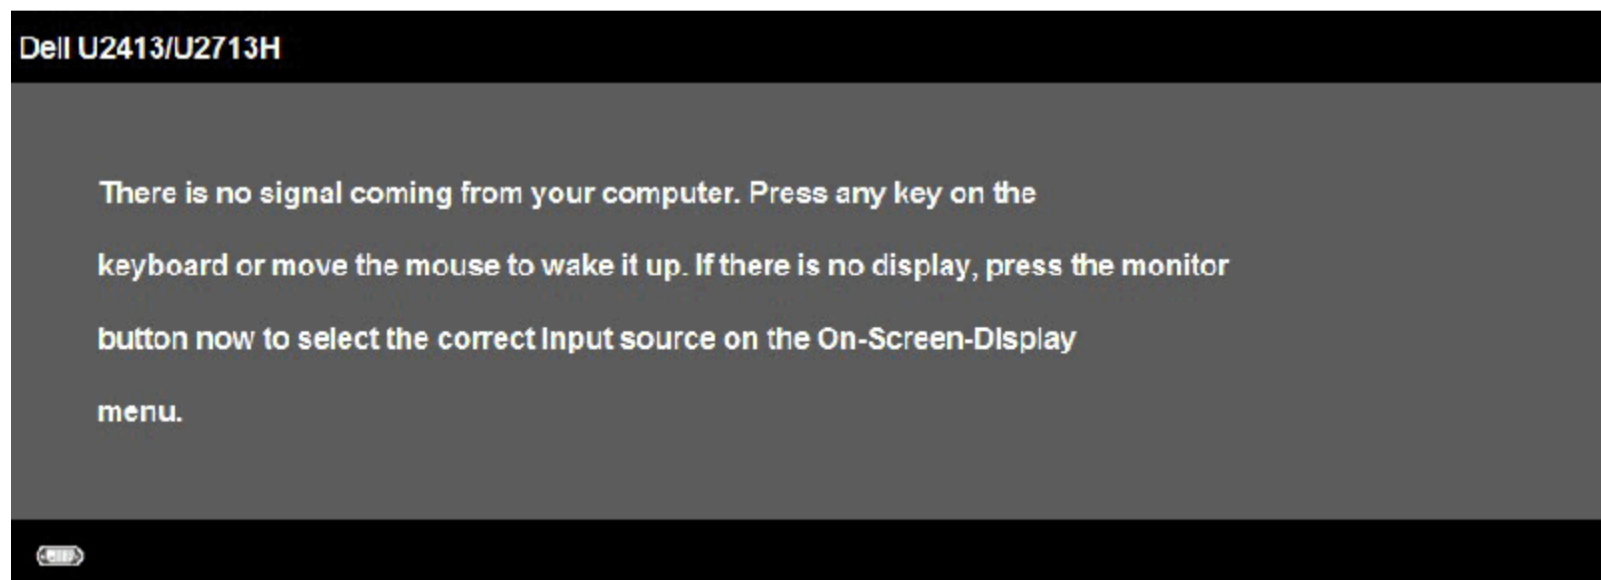 Dell U2413/U2713H
There is no signal coming from your computer. Press any key on the
keyboard or move the mouse to wake it up. If there is no display, press the monitor
button now to select the correct input source on the On-Screen-Display
menu.